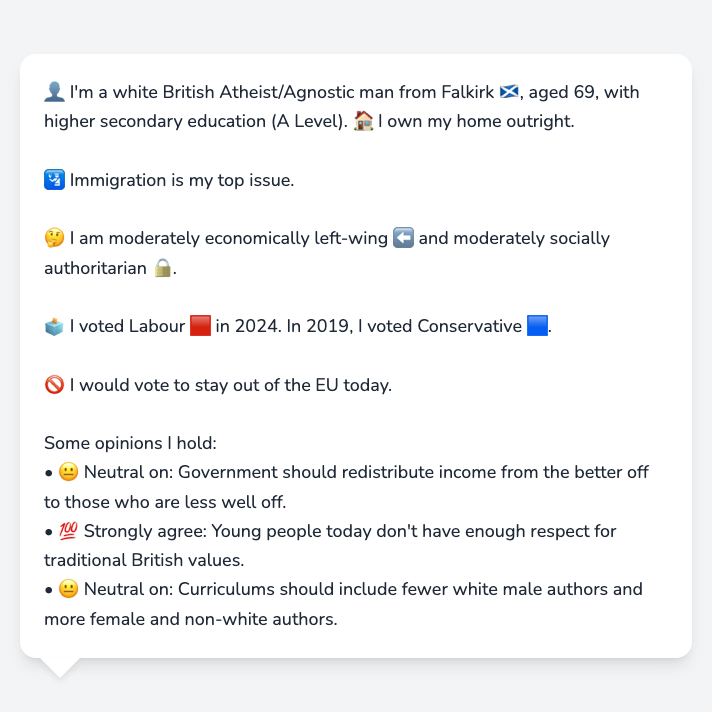 👤 I'm a white British Atheist/Agnostic man from Falkirk 🏴󠁧󠁢󠁳󠁣󠁴󠁿, aged 69, with
higher secondary education (A Level). 🏠 I own my home outright.
🛂 Immigration is my top issue.
🤔 I am moderately economically left-wing ⬅️ and moderately socially
authoritarian 🔒.
🗳️ I voted Labour 🟥 in 2024. In 2019, I voted Conservative 🟦.
🚫 I would vote to stay out of the EU today.
Some opinions I hold:
• 😐 Neutral on: Government should redistribute income from the better off
to those who are less well off.
• 💯 Strongly agree: Young people today don't have enough respect for
traditional British values.
• 😐 Neutral on: Curriculums should include fewer white male authors and
more female and non-white authors.